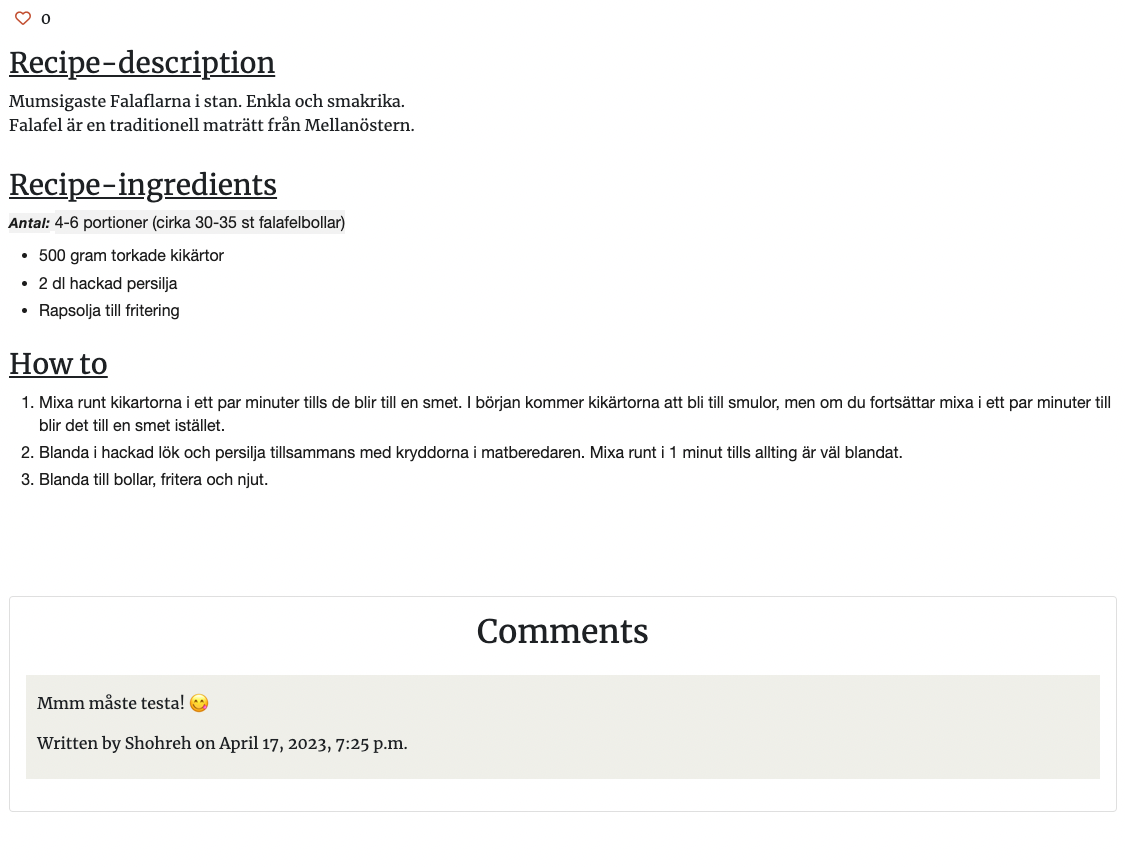 0
Recipe-description
Mumsigaste Falaflarna i stan. Enkla och smakrika.
Falafel är en traditionell maträtt från Mellanöstern.
Recipe-ingredients
Antal: 4-6 portioner (cirka 30-35 st falafelbollar)
• 500 gram torkade kikärtor
• 2 dl hackad persilja
• Rapsolja till fritering
How to
1. Mixa runt kikartorna i ett par minuter tills de blir till en smet. I början kommer kikärtorna att bli till smulor, men om du fortsättar mixa i ett par minuter till
blir det till en smet istället.
2. Blanda i hackad lök och persilja tillsammans med kryddorna i matberedaren. Mixa runt i 1 minut tills allting är väl blandat.
3. Blanda till bollar, fritera och njut.
Comments
Mmm måste testa! 😋
Written by Shohreh on April 17, 2023, 7:25 p.m.